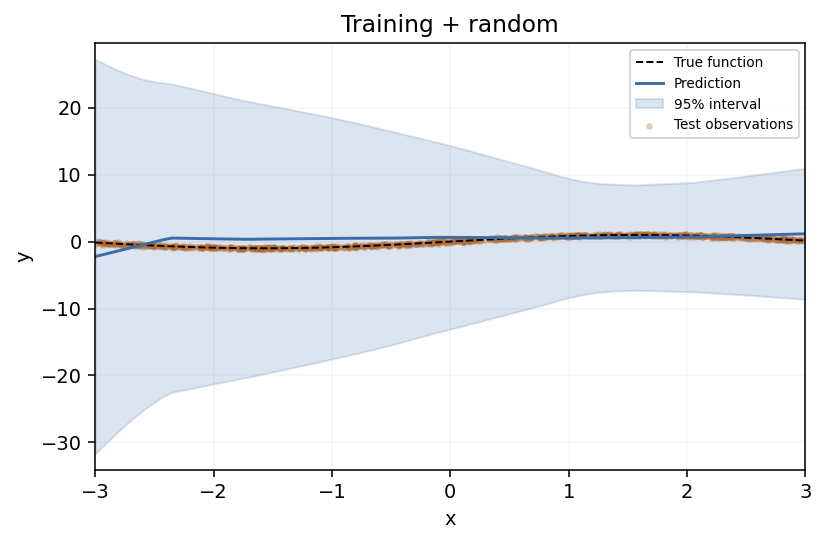 Training + random
True function
Prediction
95% interval
Test observations
y
20
10
0
−10
−20
−30
−3 −2 −1 0 1 2 3
x